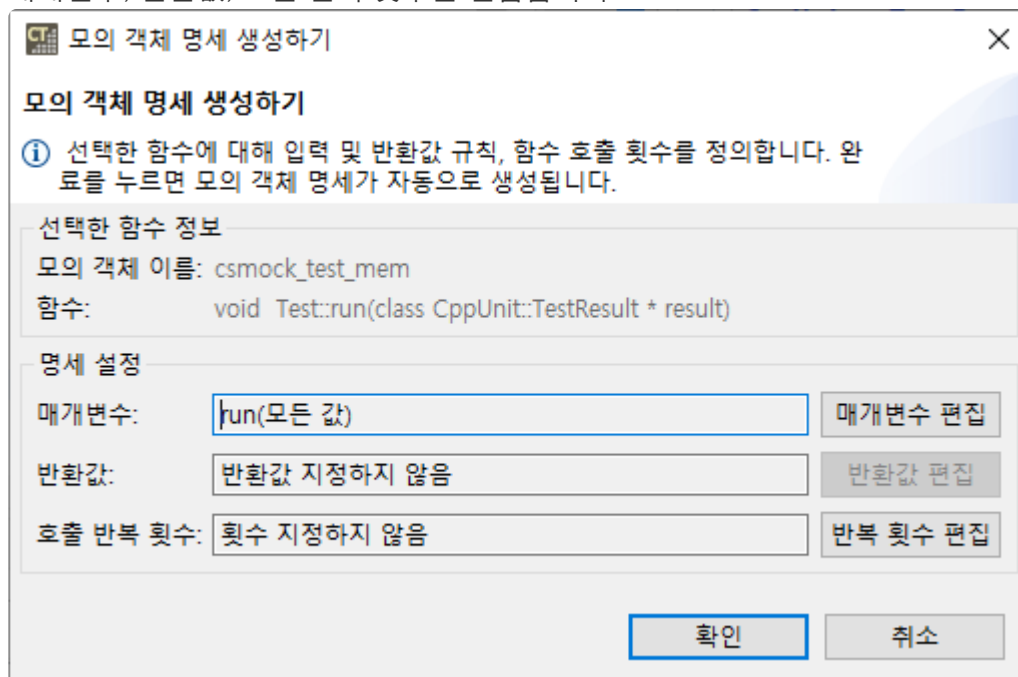 CT 모의 객체 명세 생성하기
모의 객체 명세 생성하기
선택한 함수에 대해 입력 및 반환값 규칙, 함수 호출 횟수를 정의합니다. 완
료를 누르면 모의 객체 명세가 자동으로 생성됩니다.
선택한 함수 정보
모의 객체 이름: csmock_test_mem
함수: void Test::run(class CppUnit::TestResult * result)
명세 설정
매개변수: run(모든 값) 매개변수 편집
반환값: 반환값 지정하지 않음 반환값 편집
호출 반복 횟수: 횟수 지정하지 않음 반복 횟수 편집
확인 취소